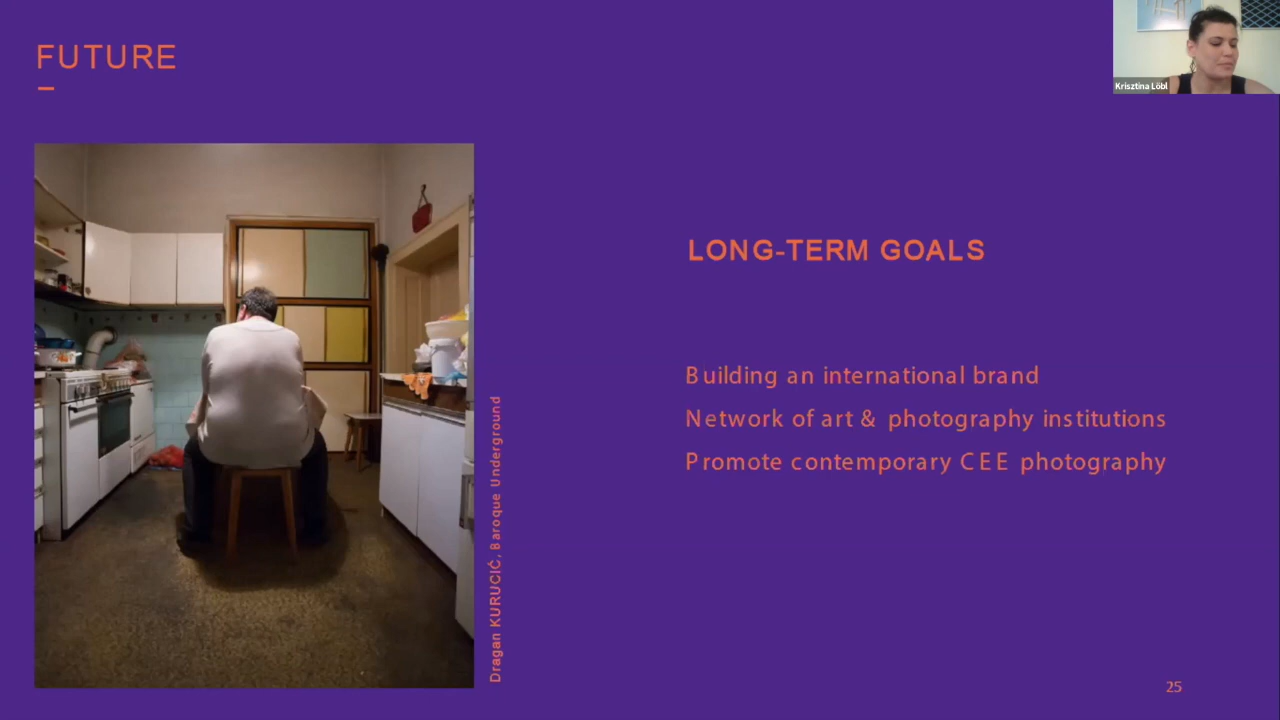 FUTURE
Krisztina Löbl
LONG-TERM GOALS
Building an international brand
Network of art & photography institutions
Promote contemporary CEE photography
Dragan KURUCIĆ, Baroque Underground
25